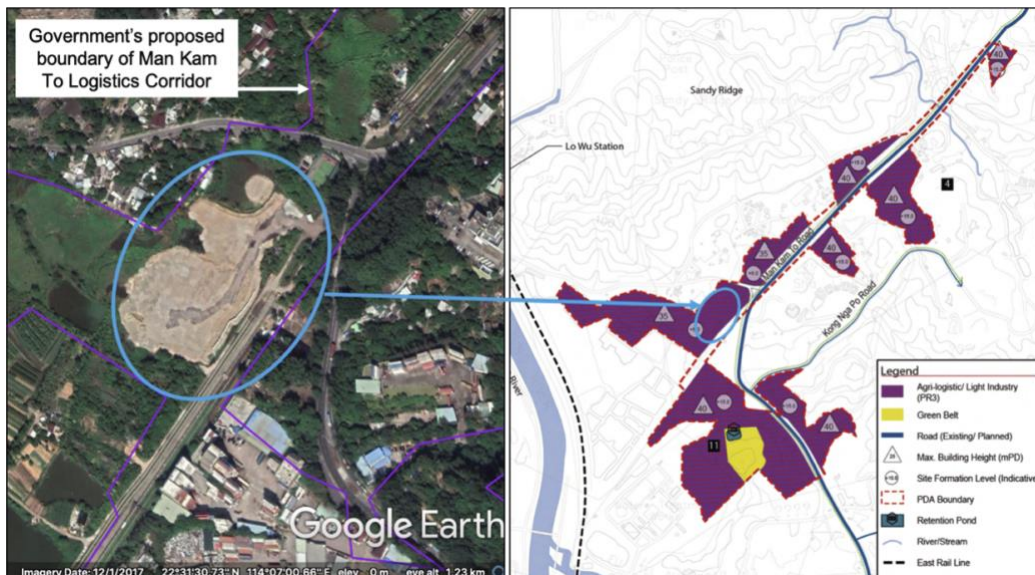 Government's proposed
boundary of Man Kam
To Logistics Corridor
Google Earth
Imagery Date: 12/1/2017 22°31'30.73" N 114°07'00.66" E elev 0 m eye alt 1.23 km
Sandy Ridge
Lo Wu Station
40
40
4
40
35
40
Man Kam To Road
Kong Nga Po Road
35
River
40
40
11
Legend
Agri-logistic/ Light Industry
(PR3)
Green Belt
Road (Existing/ Planned)
Max. Building Height (mPD)
Site Formation Level (Indicative
PDA Boundary
Retention Pond
River/Stream
East Rail Line